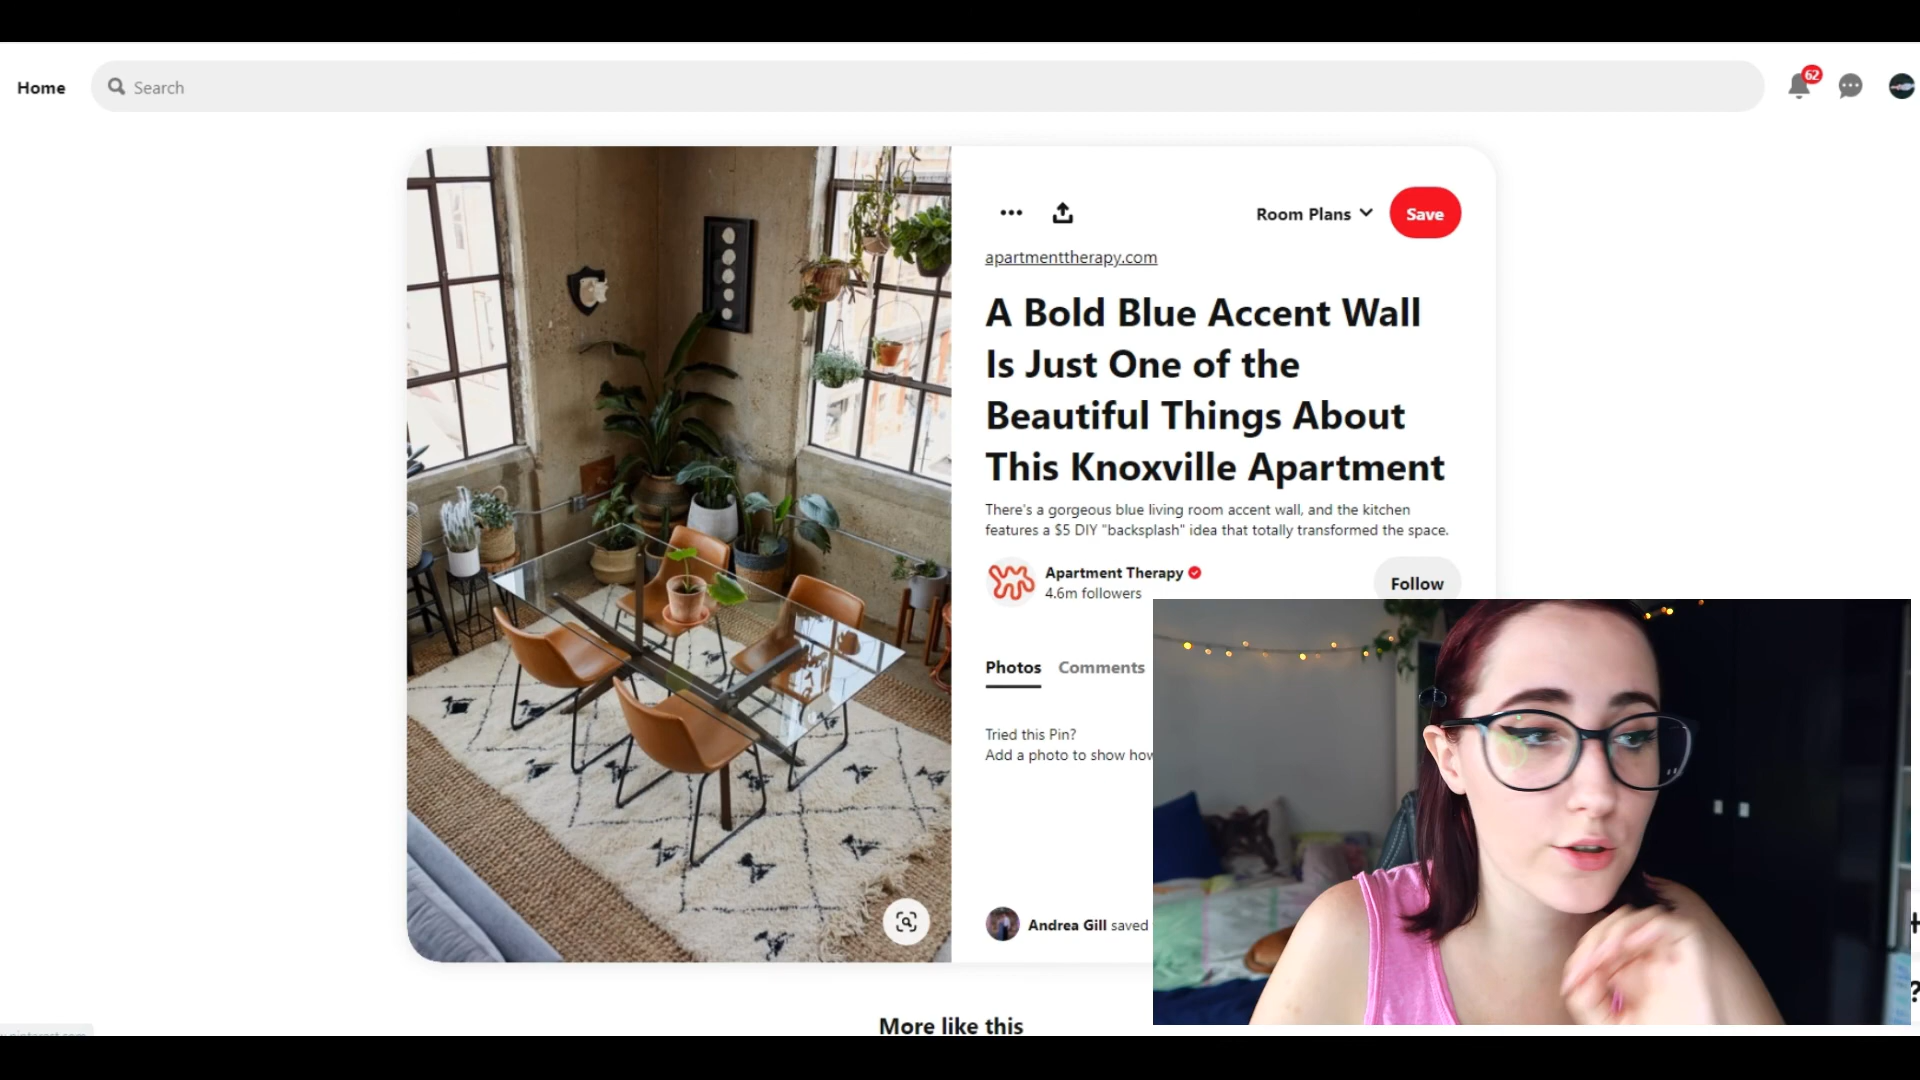 Home
Search
62
Room Plans
Save
apartmenttherapy.com
A Bold Blue Accent Wall
Is Just One of the
Beautiful Things About
This Knoxville Apartment
There's a gorgeous blue living room accent wall, and the kitchen
features a $5 DIY "backsplash" idea that totally transformed the space.
Apartment Therapy
4.6m followers
Follow
Photos
Comments
Tried this Pin?
Add a photo to show how
Andrea Gill saved
More like this
?